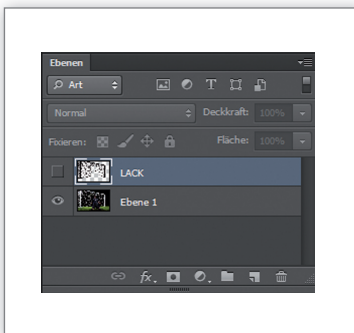 Ebenen
Art
Normal Deckkraft: 100%
Fixieren: Fläche: 100%
LACK
Ebene 1
fx